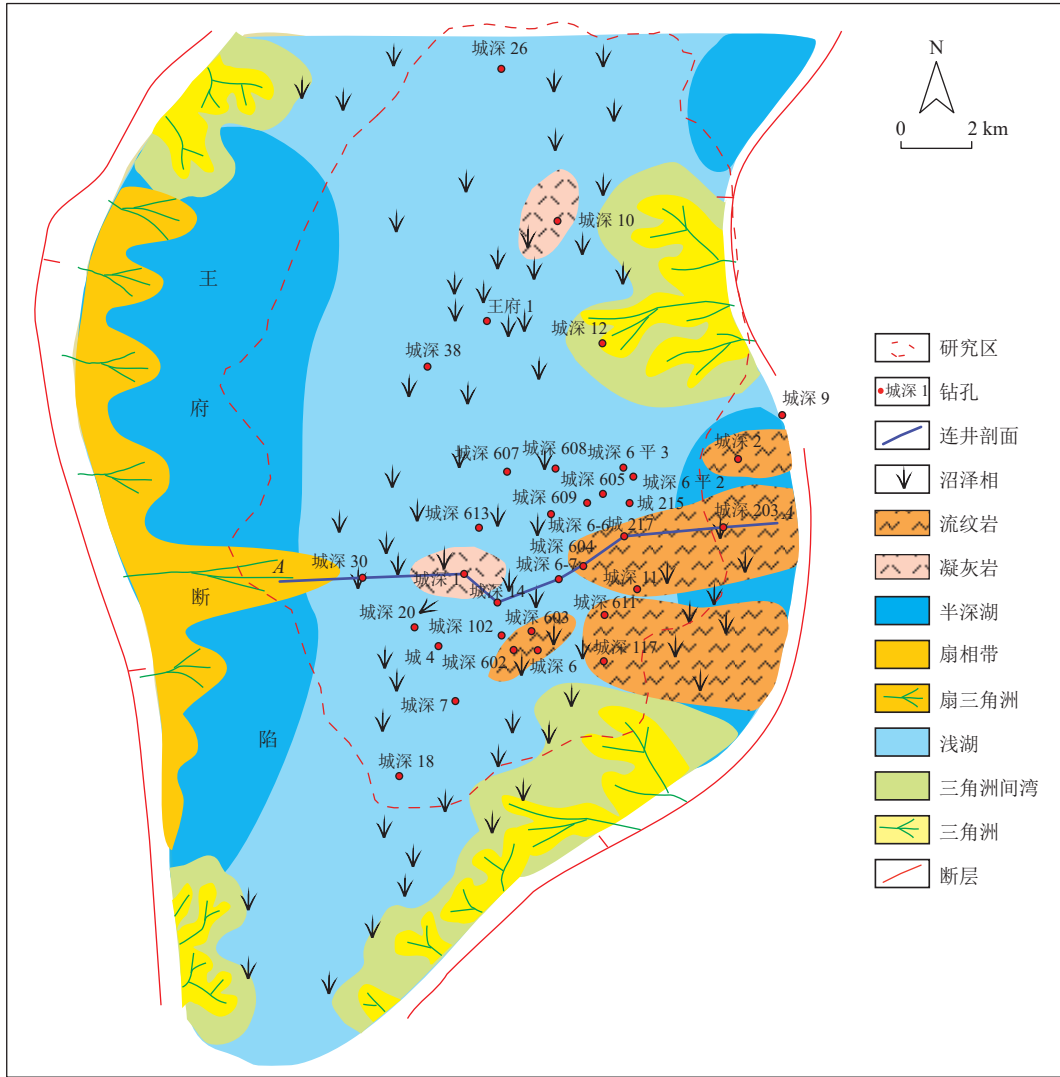 城深 26
N
0 2 km
城深 10
王
王府 1
城深 12
城深 38
府
城深 9
城深 2
城深 607
城深 608
城深 6 平 3
城深 605
城深 6 平 2
城深 609
城 215
城深 613
城深 6-6
城 217
城深 203
A
城深 604
城深 30
A
城深 1
城深 6-7
断
城深 14
城深 11
城深 20
城深 102
城深 603
城深 611
城 4
城深 602
城深 6
城深 117
城深 7
陷
城深 18
研究区
城深 1
钻孔
连井剖面
沼泽相
流纹岩
凝灰岩
半深湖
扇相带
扇三角洲
浅湖
三角洲间湾
三角洲
断层